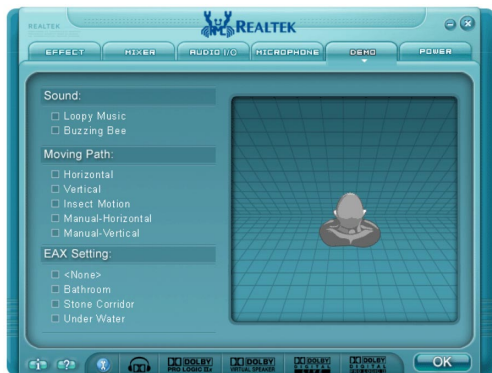 REALTEK
REALTEK
EFFECT MIXER AUDIO I/O MICROPHONE DEMO POWER
Sound:
Loopy Music
Buzzing Bee
Moving Path:
Horizontal
Vertical
Insect Motion
Manual-Horizontal
Manual-Vertical
EAX Setting:
<None>
Bathroom
Stone Corridor
Under Water
i ? DOLBY PRO LOGIC IIx DOLBY VIRTUAL SPEAKER DOLBY DIGITAL DOLBY DIGITAL OK